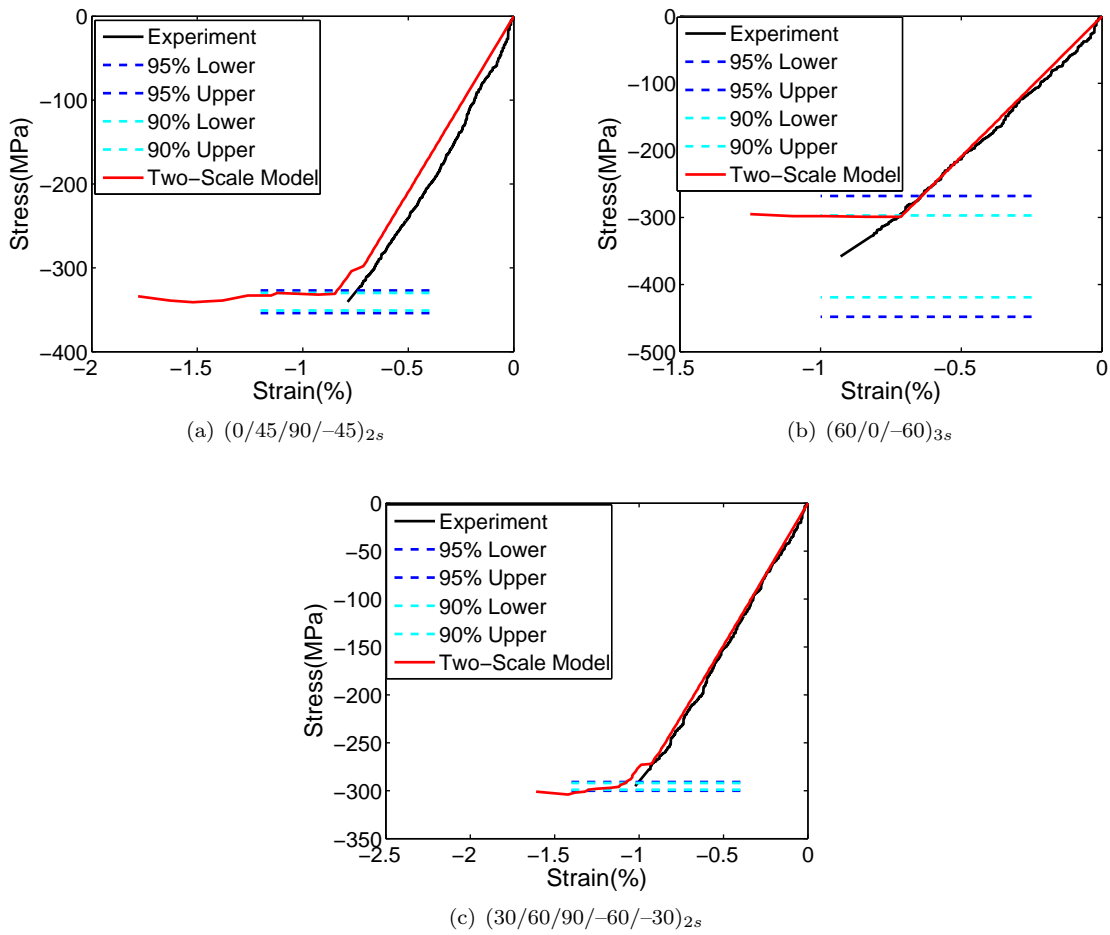 0
−100
−200
−300
−400
Stress(MPa)
Experiment
95% Lower
95% Upper
90% Lower
90% Upper
Two−Scale Model
−2
−1.5
−1
−0.5
0
Strain(%)
(a) (0/45/90/–45)2s
0
−100
−200
−300
−400
−500
Stress(MPa)
Experiment
95% Lower
95% Upper
90% Lower
90% Upper
Two−Scale Model
−1.5
−1
−0.5
0
Strain(%)
(b) (60/0/–60)3s
0
−50
−100
−150
−200
−250
−300
−350
Stress(MPa)
Experiment
95% Lower
95% Upper
90% Lower
90% Upper
Two−Scale Model
−2.5
−2
−1.5
−1
−0.5
0
Strain(%)
(c) (30/60/90/–60/–30)2s